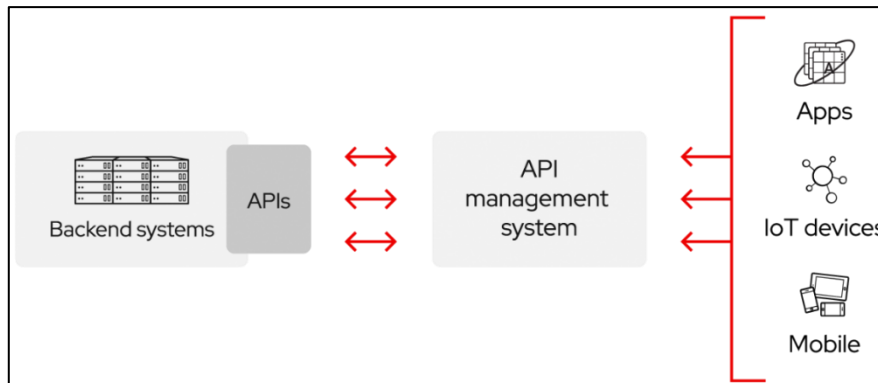 Backend systems
APIs
API
management
system
A
Apps
IoT devices
Mobile